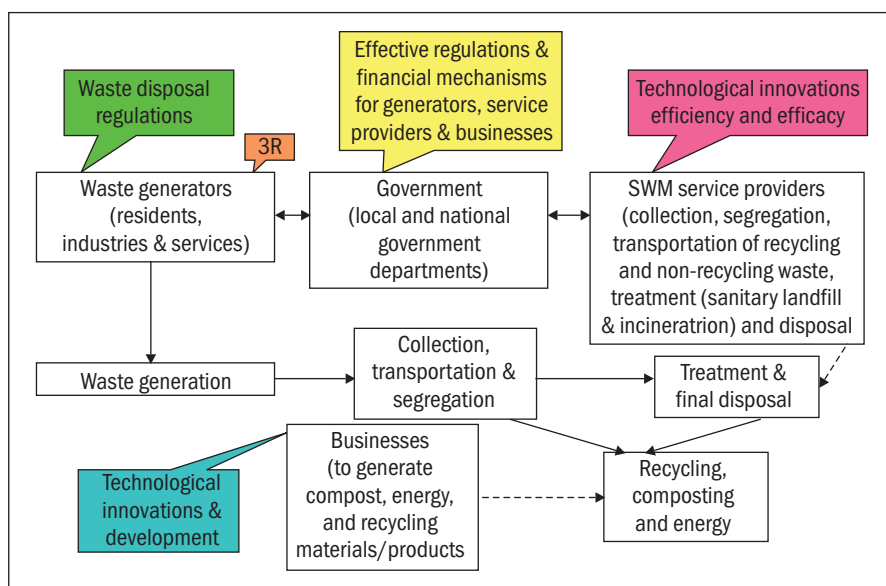 Waste disposal
regulations
Effective regulations &
financial mechanisms
for generators, service
providers & businesses
Technological innovations
efficiency and efficacy
3R
Waste generators
(residents,
industries & services)
Government
(local and national
government
departments)
SWM service providers
(collection, segregation,
transportation of recycling
and non-recycling waste,
treatment (sanitary landfill
& incineratrion) and disposal
Waste generation
Collection,
transportation &
segregation
Treatment &
final disposal
Technological
innovations &
development
Businesses
(to generate
compost, energy,
and recycling
materials/products
Recycling,
composting
and energy